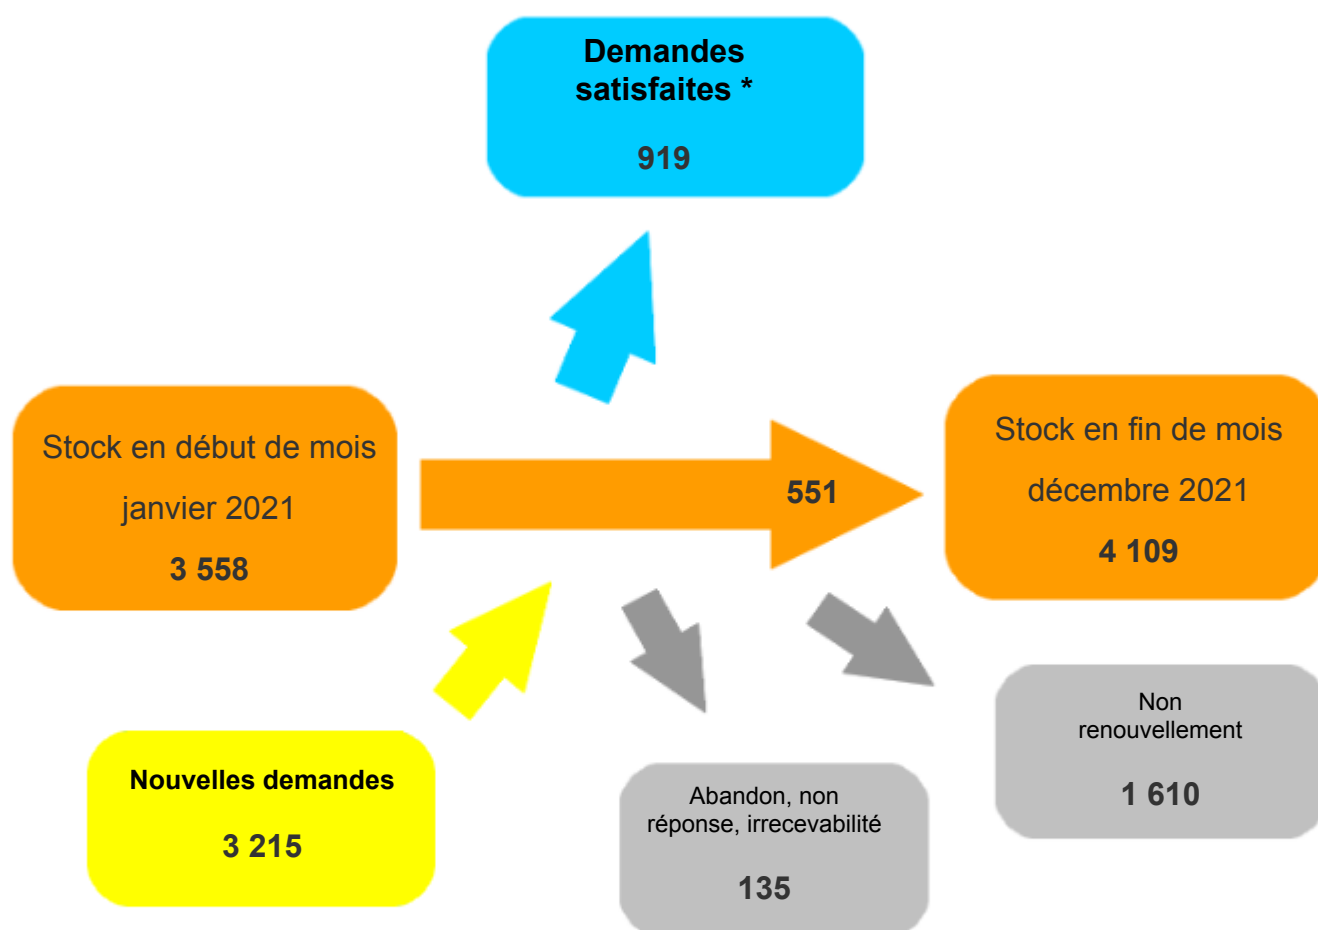 Demandes
satisfaites *
919
Stock en début de mois
janvier 2021
3 558
551
Stock en fin de mois
décembre 2021
4 109
Nouvelles demandes
3 215
Abandon, non
réponse, irrecevabilité
135
Non
renouvellement
1 610